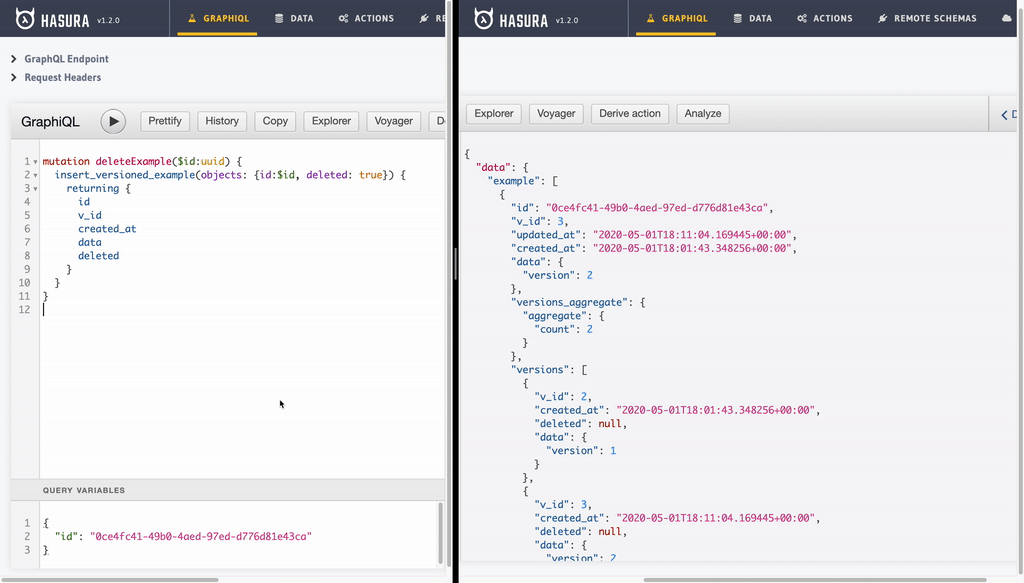 HASURA v1.2.0 GRAPHIQL DATA ACTIONS RE
GraphQL Endpoint
Request Headers
GraphiQL Prettify History Copy Explorer Voyager D
1 mutation deleteExample($id:uuid) {
2 insert_versioned_example(objects: {id:$id, deleted: true}) {
3 returning {
4 id
5 v_id
6 created_at
7 data
8 deleted
9 }
10 }
11 }
12
QUERY VARIABLES
1 {
2 "id": "0ce4fc41-49b0-4aed-97ed-d776d81e43ca"
3 }
HASURA v1.2.0 GRAPHIQL DATA ACTIONS REMOTE SCHEMAS
Explorer Voyager Derive action Analyze
{
"data": {
"example": [
{
"id": "0ce4fc41-49b0-4aed-97ed-d776d81e43ca",
"v_id": 3,
"updated_at": "2020-05-01T18:11:04.169445+00:00",
"created_at": "2020-05-01T18:01:43.348256+00:00",
"data": {
"version": 2
},
"versions_aggregate": {
"aggregate": {
"count": 2
}
},
"versions": [
{
"v_id": 2,
"created_at": "2020-05-01T18:01:43.348256+00:00",
"deleted": null,
"data": {
"version": 1
}
},
{
"v_id": 3,
"created_at": "2020-05-01T18:11:04.169445+00:00",
"deleted": null,
"data": {
"version": 2